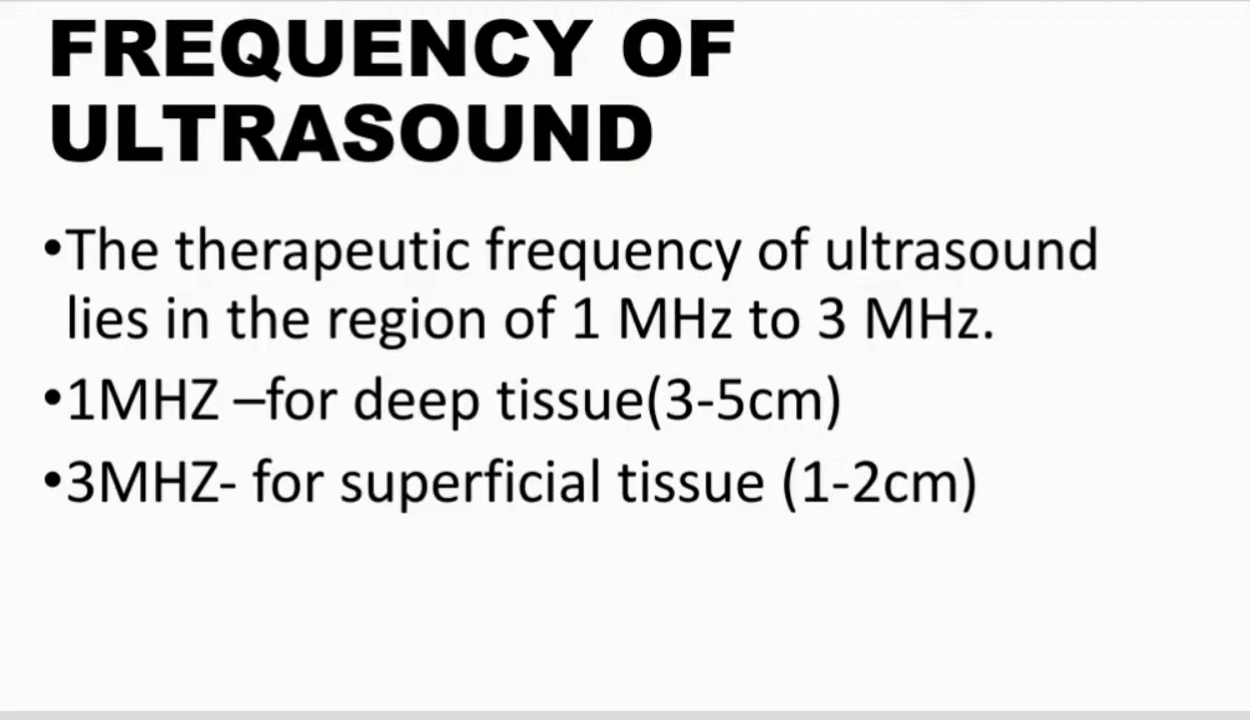 FREQUENCY OF
ULTRASOUND
•The therapeutic frequency of ultrasound
lies in the region of 1 MHz to 3 MHz.
•1MHZ –for deep tissue(3-5cm)
•3MHZ- for superficial tissue (1-2cm)